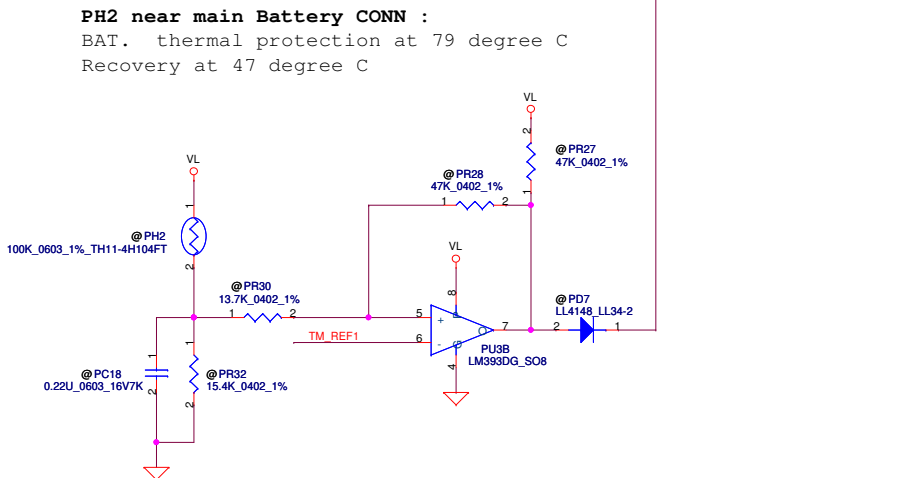 PH2 near main Battery CONN :
BAT.  thermal protection at 79 degree C
Recovery at 47 degree C
VL
2
@PR27
47K_0402_1%
1
VL
@PR28
47K_0402_1%
1
2
1
@PH2
100K_0603_1%_TH11-4H104FT
2
VL
@PR30
13.7K_0402_1%
1
2
8
P
5
+
O
7
TM_REF1
6
-
G
4
PU3B
LM393DG_SO8
@PD7
LL4148_LL34-2
2
1
1
@PC18
0.22U_0603_16V7K
2
1
@PR32
15.4K_0402_1%
2